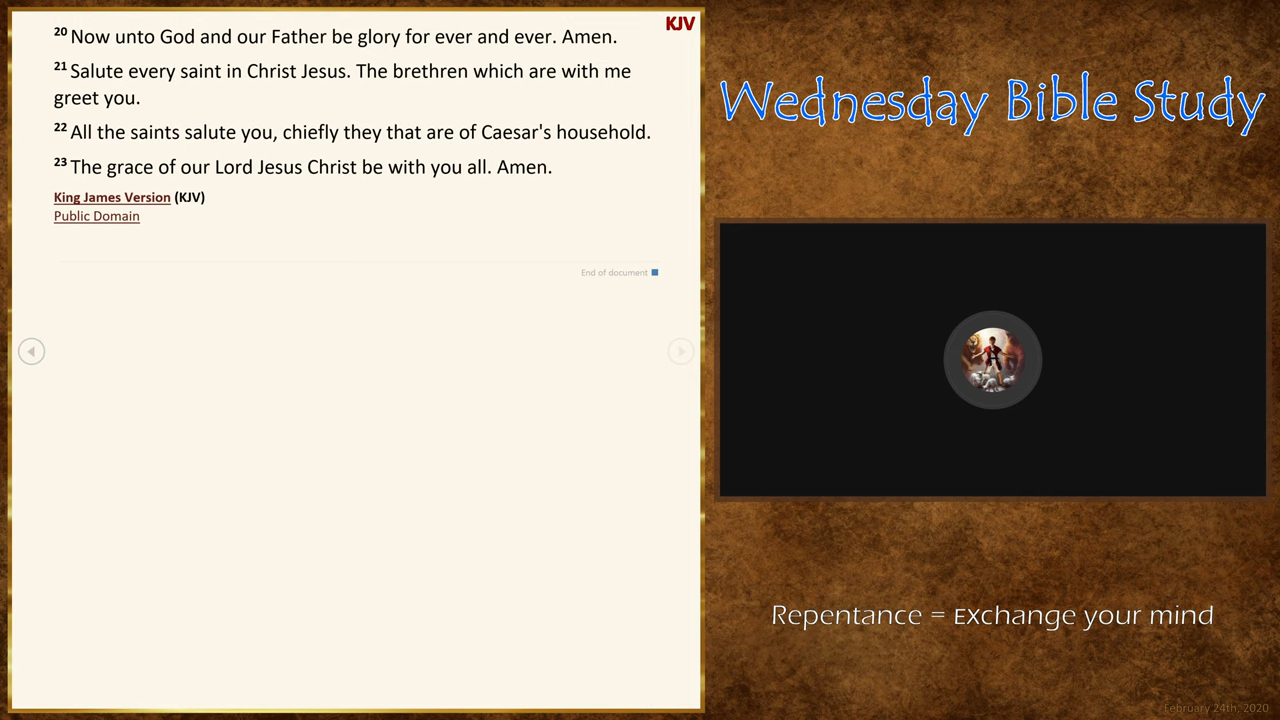 KJV
20 Now unto God and our Father be glory for ever and ever. Amen.
21 Salute every saint in Christ Jesus. The brethren which are with me
greet you.
22 All the saints salute you, chiefly they that are of Caesar's household.
23 The grace of our Lord Jesus Christ be with you all. Amen.
King James Version (KJV)
Public Domain
End of document
Wednesday Bible Study
Repentance = EXchange your mind
February 24th, 2020